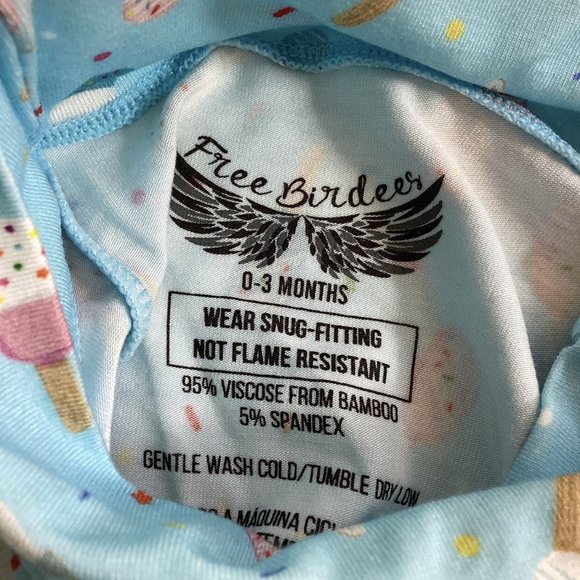 Free Birdees
0-3 MONTHS
WEAR SNUG-FITTING
NOT FLAME RESISTANT
95% VISCOSE FROM BAMBOO
5% SPANDEX
GENTLE WASH COLD/TUMBLE DRY LOW
A MÁQUINA